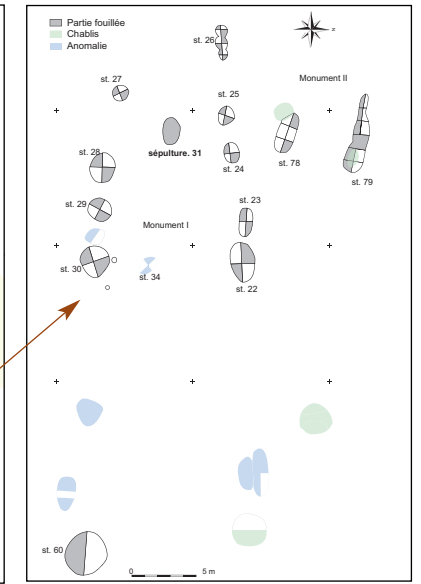 Partie fouillée
Chablis
Anomalie
st. 26
z
Monument II
st. 27
st. 25
sépulture. 31
st. 28
st. 24
st. 78
st. 79
st. 29
st. 23
Monument I
st. 30
st. 34
st. 22
st. 60
0 5 m